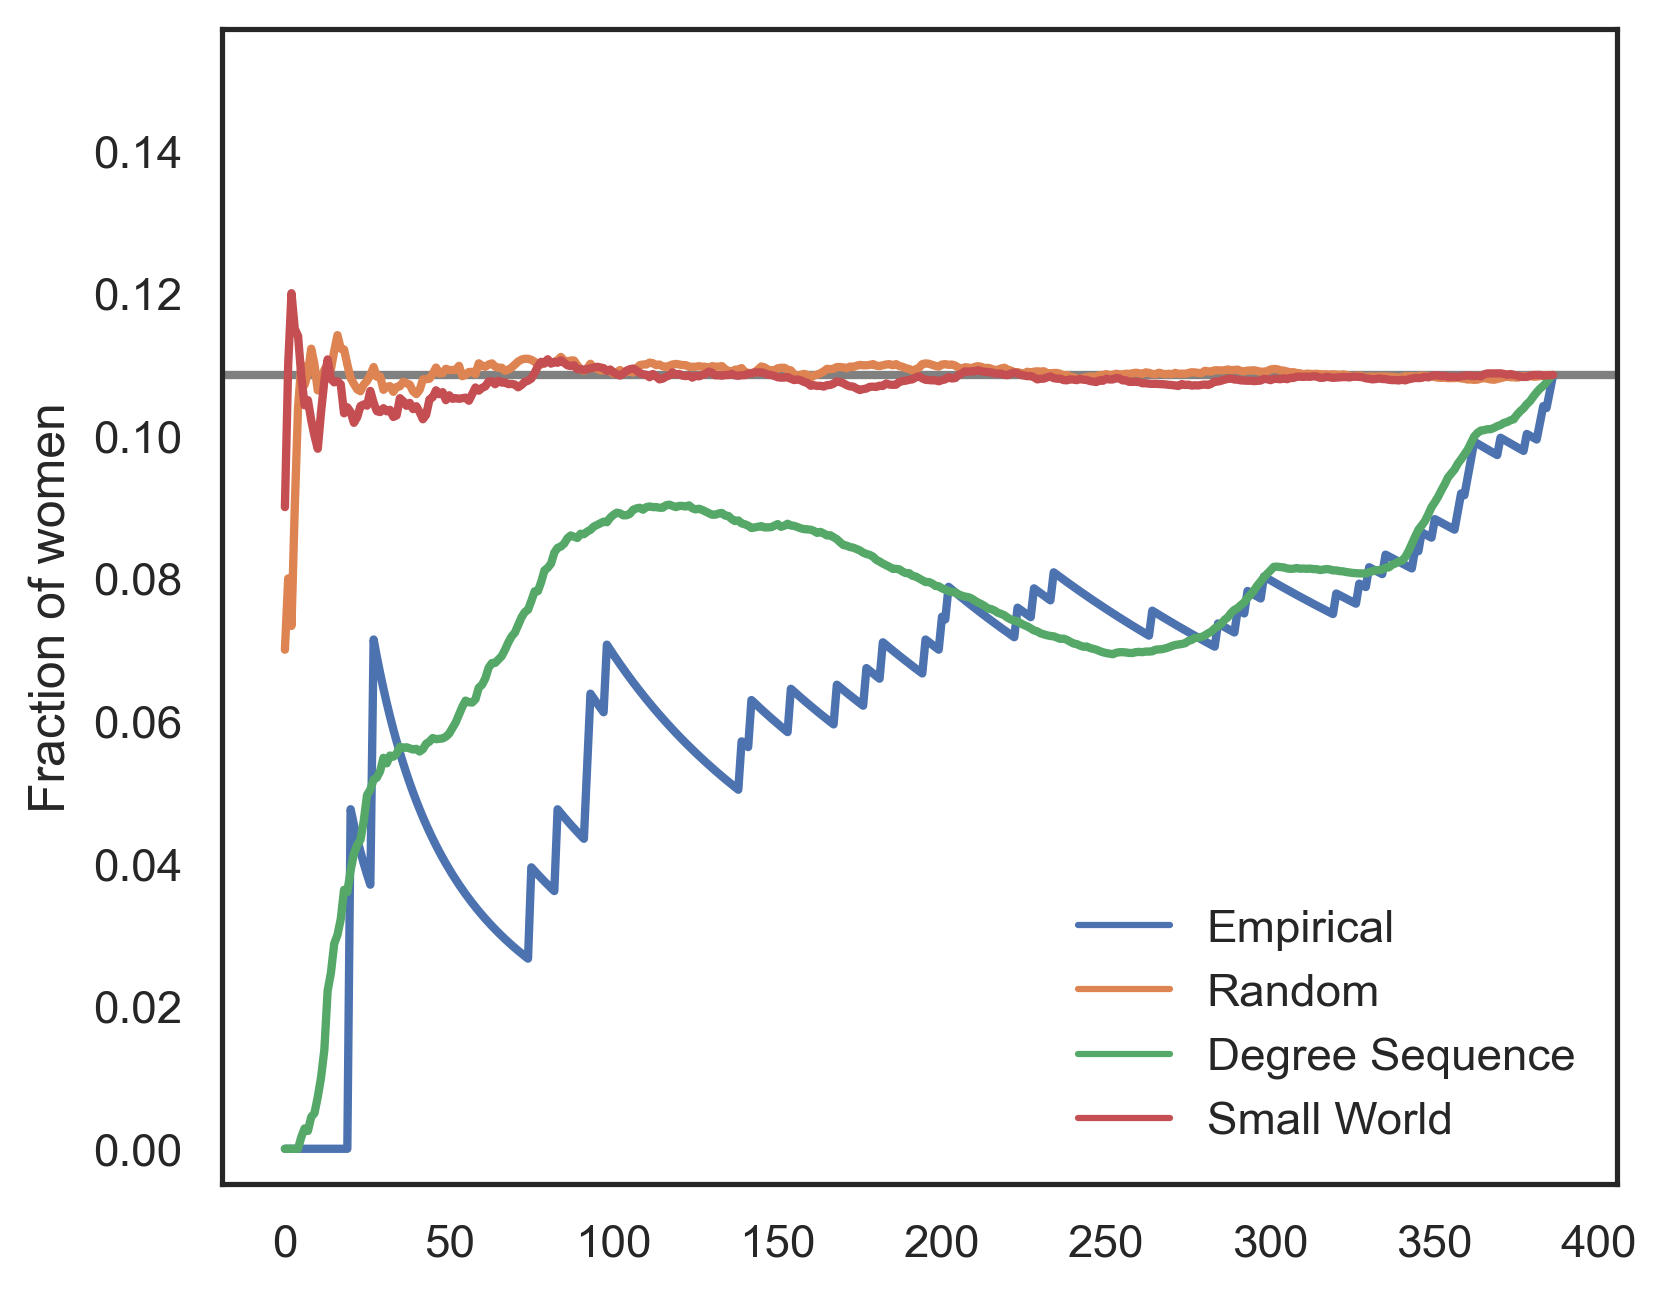 Fraction of women
0.14
0.12
0.10
0.08
0.06
0.04
0.02
0.00
0 50 100 150 200 250 300 350 400
Empirical
Random
Degree Sequence
Small World